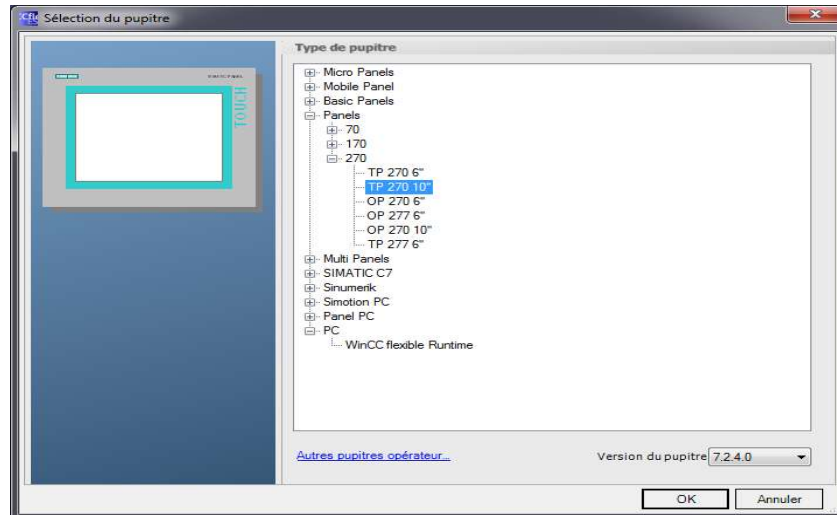 Sélection du pupitre
Type de pupitre
TOUCH
Micro Panels
Mobile Panel
Basic Panels
Panels
70
170
270
TP 270 6"
TP 270 10"
OP 270 6"
OP 277 6"
OP 270 10"
TP 277 6"
Multi Panels
SIMATIC C7
Sinumerik
Simotion PC
Panel PC
PC
WinCC flexible Runtime
Autres pupitres opérateur...
Version du pupitre 7.2.4.0
OK
Annuler